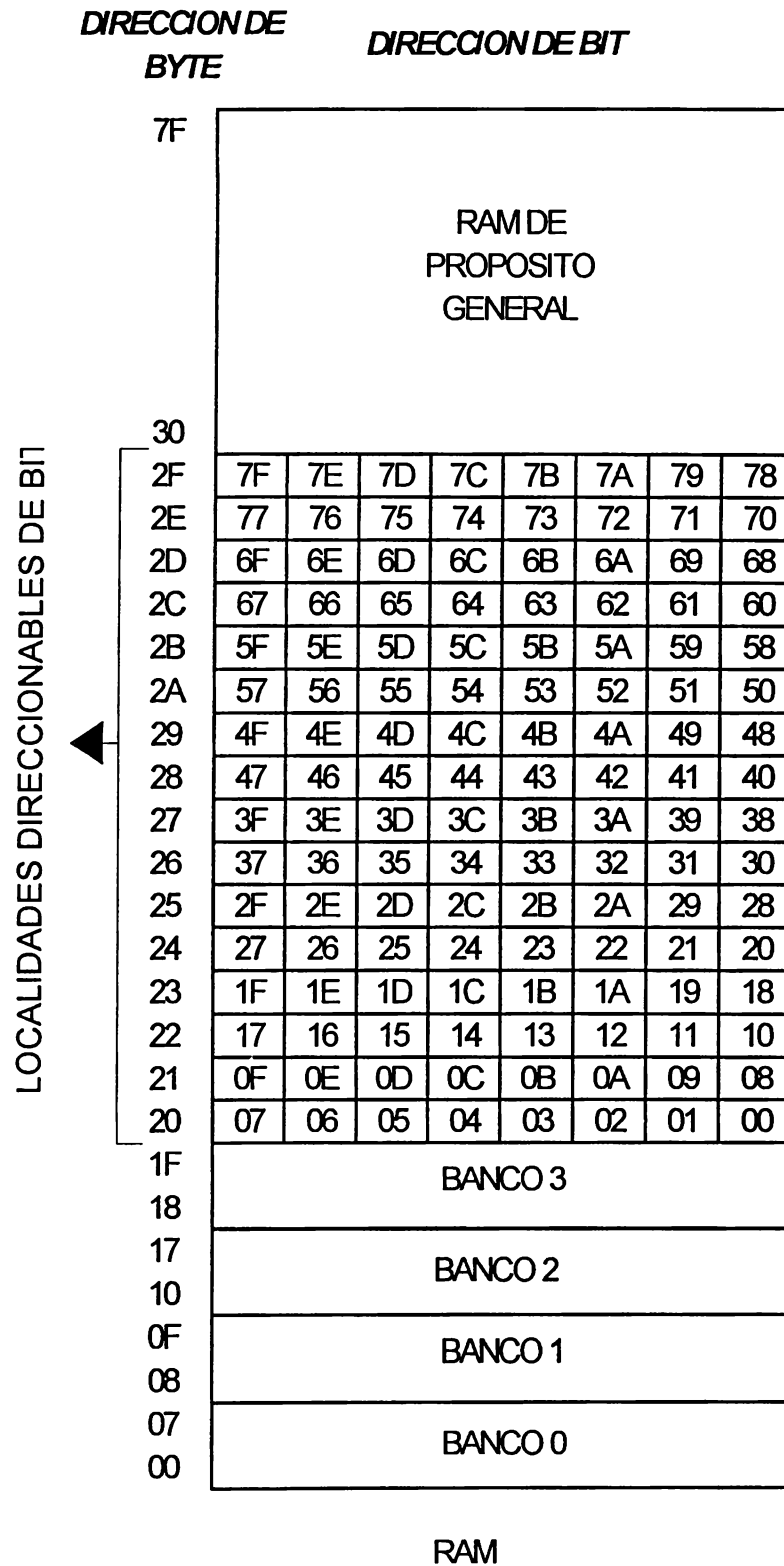 DIRECCION DE BYTE
DIRECCION DE BIT
7F
RAM DE
PROPOSITO
GENERAL
30
LOCALIDADES DIRECCIONABLES DE BIT
2F 7F 7E 7D 7C 7B 7A 79 78
2E 77 76 75 74 73 72 71 70
2D 6F 6E 6D 6C 6B 6A 69 68
2C 67 66 65 64 63 62 61 60
2B 5F 5E 5D 5C 5B 5A 59 58
2A 57 56 55 54 53 52 51 50
29 4F 4E 4D 4C 4B 4A 49 48
28 47 46 45 44 43 42 41 40
27 3F 3E 3D 3C 3B 3A 39 38
26 37 36 35 34 33 32 31 30
25 2F 2E 2D 2C 2B 2A 29 28
24 27 26 25 24 23 22 21 20
23 1F 1E 1D 1C 1B 1A 19 18
22 17 16 15 14 13 12 11 10
21 0F 0E 0D 0C 0B 0A 09 08
20 07 06 05 04 03 02 01 00
1F
BANCO 3
18
17
BANCO 2
10
0F
BANCO 1
08
07
BANCO 0
00
RAM